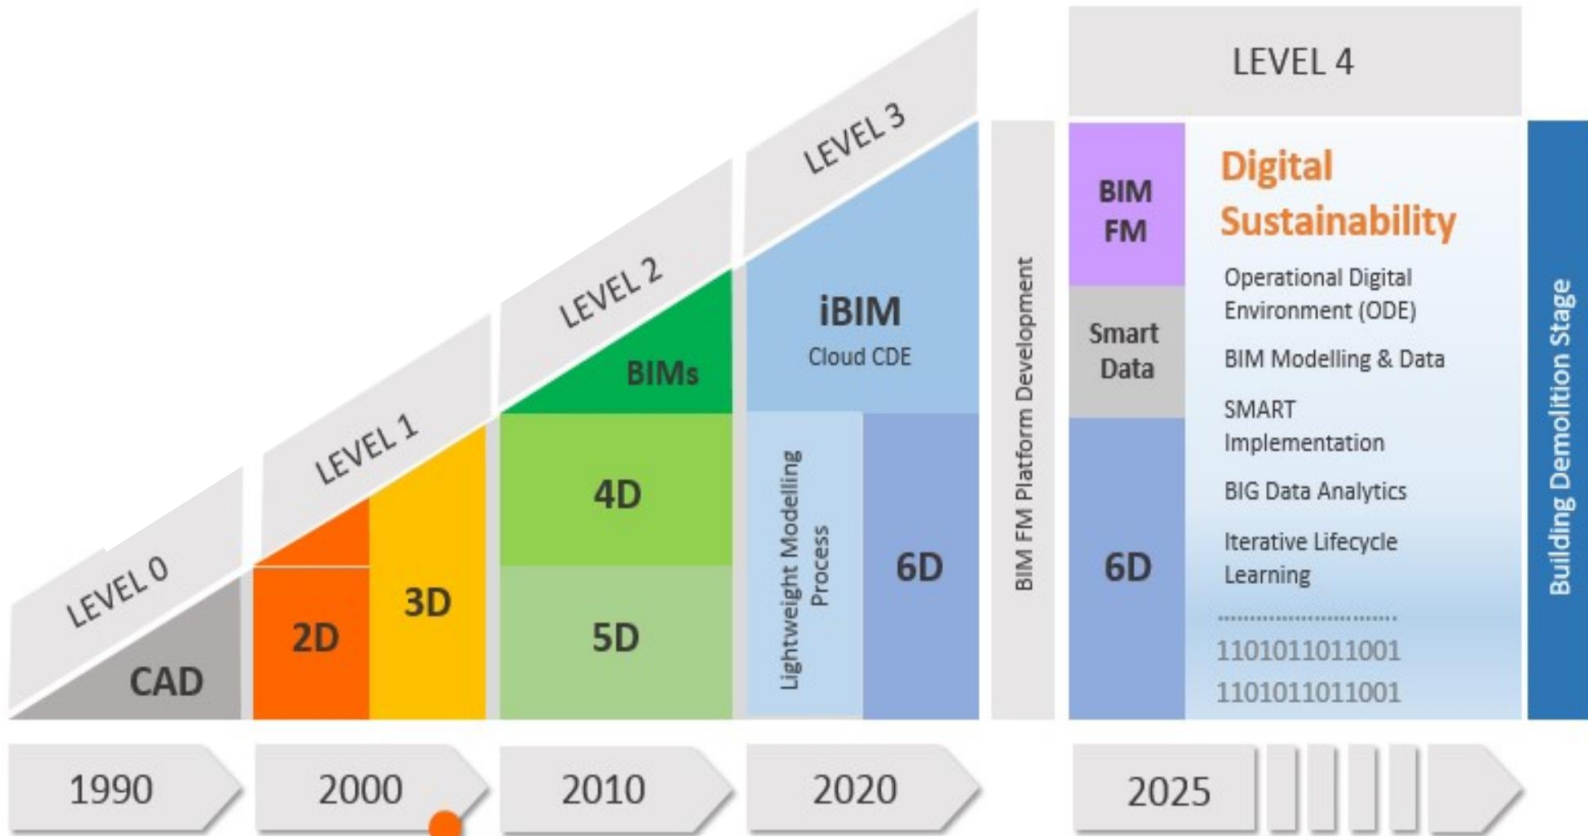 LEVEL 0
LEVEL 1
LEVEL 2
LEVEL 3
LEVEL 4
CAD
2D
3D
BIMs
4D
5D
iBIM
Cloud CDE
Lightweight Modelling
Process
6D
BIM FM Platform Development
BIM
FM
Smart
Data
6D
Digital
Sustainability
Operational Digital
Environment (ODE)
BIM Modelling & Data
SMART
Implementation
BIG Data Analytics
Iterative Lifecycle
Learning
1101011011001
1101011011001
Building Demolition Stage
1990
2000
2010
2020
2025